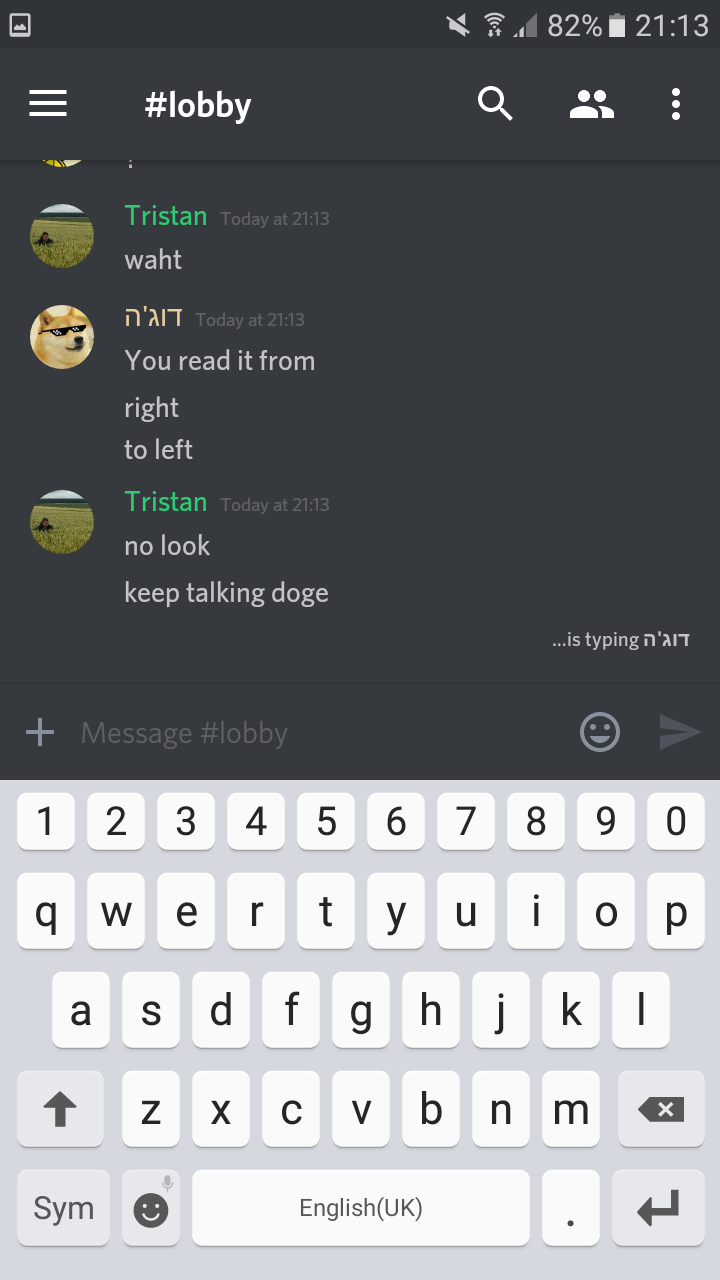 82% 21:13
#lobby
Tristan Today at 21:13
waht
דוג'ה Today at 21:13
You read it from
right
to left
Tristan Today at 21:13
no look
keep talking doge
...is typing דוג'ה
Message #lobby
1 2 3 4 5 6 7 8 9 0
q w e r t y u i o p
a s d f g h j k l
z x c v b n m
Sym English(UK) .